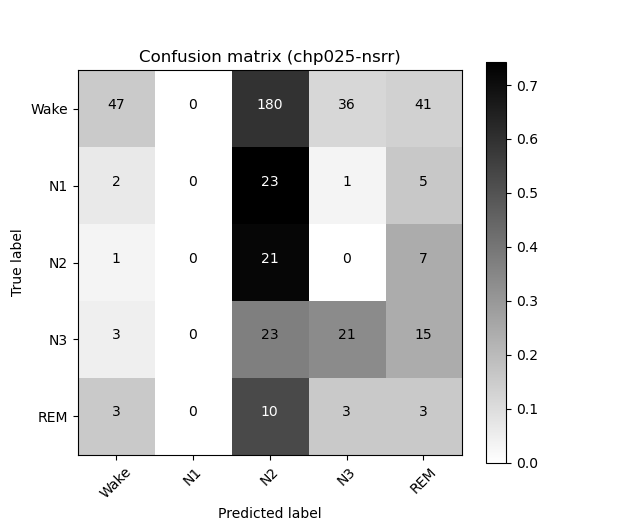 Confusion matrix (chp025-nsrr)
Wake 47 0 180 36 41
N1 2 0 23 1 5
N2 1 0 21 0 7
N3 3 0 23 21 15
REM 3 0 10 3 3
Wake N1 N2 N3 REM
Predicted label
True label
0.7
0.6
0.5
0.4
0.3
0.2
0.1
0.0